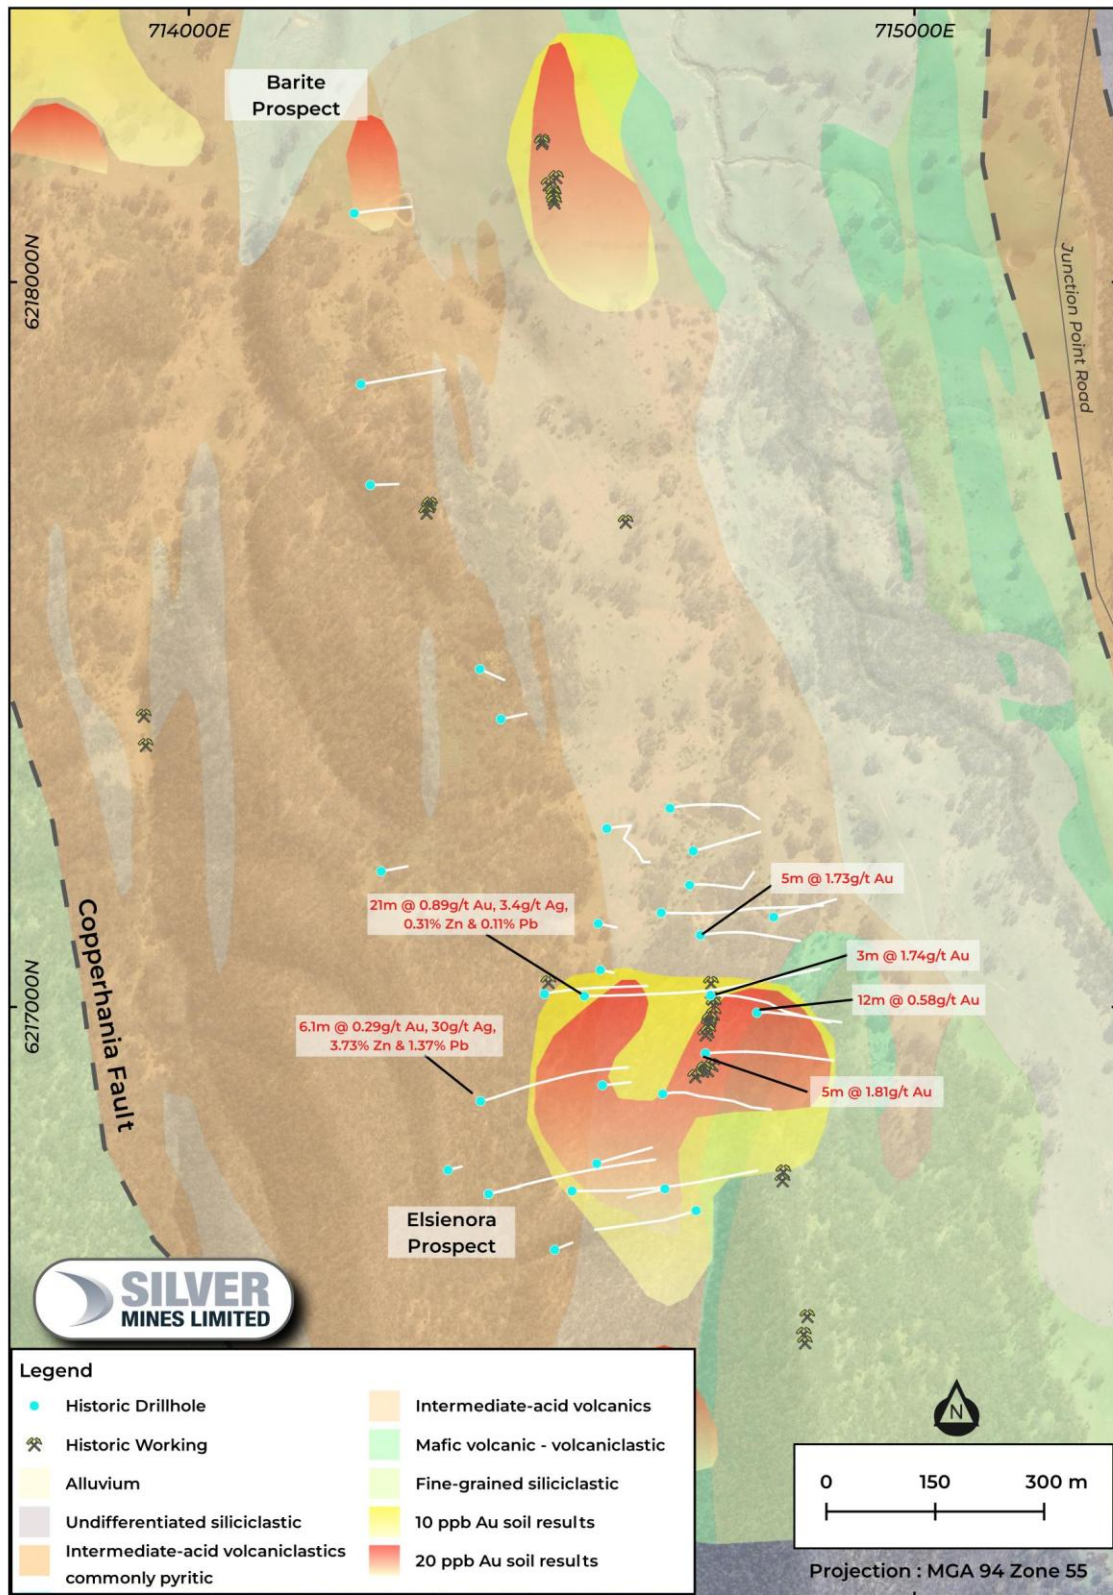 714000E
715000E
Barite
Prospect
6218000N
Junction Point Road
5m @ 1.73g/t Au
21m @ 0.89g/t Au, 3.4g/t Ag,
0.31% Zn & 0.11% Pb
3m @ 1.74g/t Au
12m @ 0.58g/t Au
6217000N
Copperhania Fault
6.1m @ 0.29g/t Au, 30g/t Ag,
3.73% Zn & 1.37% Pb
5m @ 1.81g/t Au
Elsienora
Prospect
SILVER
MINES LIMITED
Legend
Historic Drillhole
Historic Working
Alluvium
Undifferentiated siliciclastic
Intermediate-acid volcaniclastics
commonly pyritic
Intermediate-acid volcanics
Mafic volcanic - volcaniclastic
Fine-grained siliciclastic
10 ppb Au soil results
20 ppb Au soil results
N
0 150 300 m
Projection : MGA 94 Zone 55